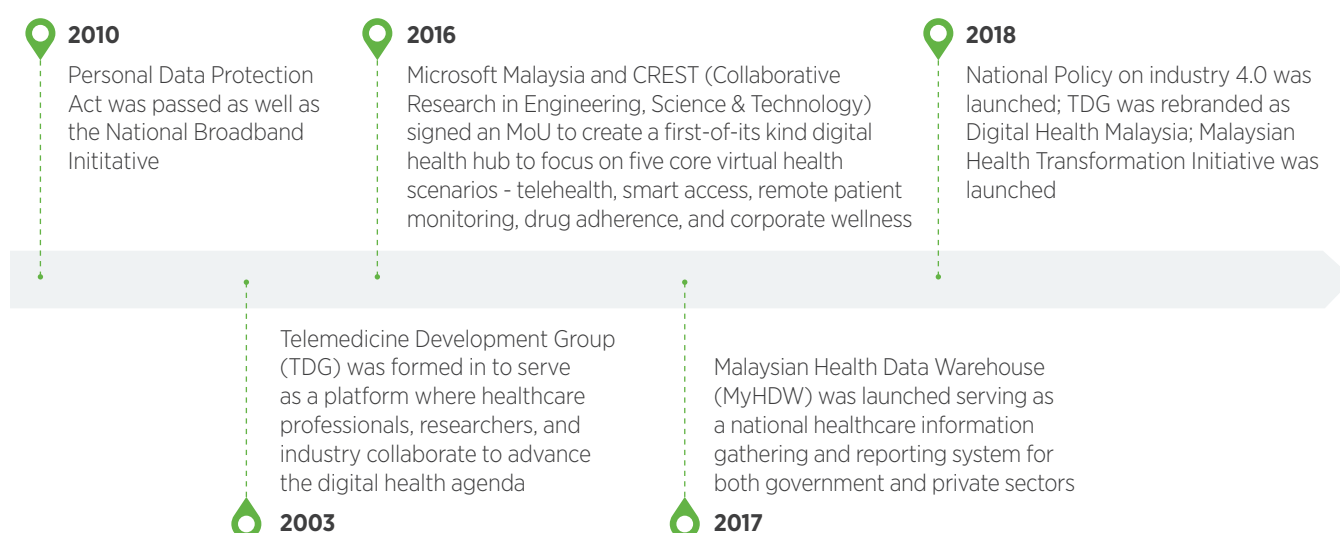 2010
Personal Data Protection
Act was passed as well as
the National Broadband
Inititative
2016
Microsoft Malaysia and CREST (Collaborative
Research in Engineering, Science & Technology)
signed an MoU to create a first-of-its kind digital
health hub to focus on five core virtual health
scenarios - telehealth, smart access, remote patient
monitoring, drug adherence, and corporate wellness
2018
National Policy on industry 4.0 was
launched; TDG was rebranded as
Digital Health Malaysia; Malaysian
Health Transformation Initiative was
launched
Telemedicine Development Group
(TDG) was formed in to serve
as a platform where healthcare
professionals, researchers, and
industry collaborate to advance
the digital health agenda
2003
Malaysian Health Data Warehouse
(MyHDW) was launched serving as
a national healthcare information
gathering and reporting system for
both government and private sectors
2017